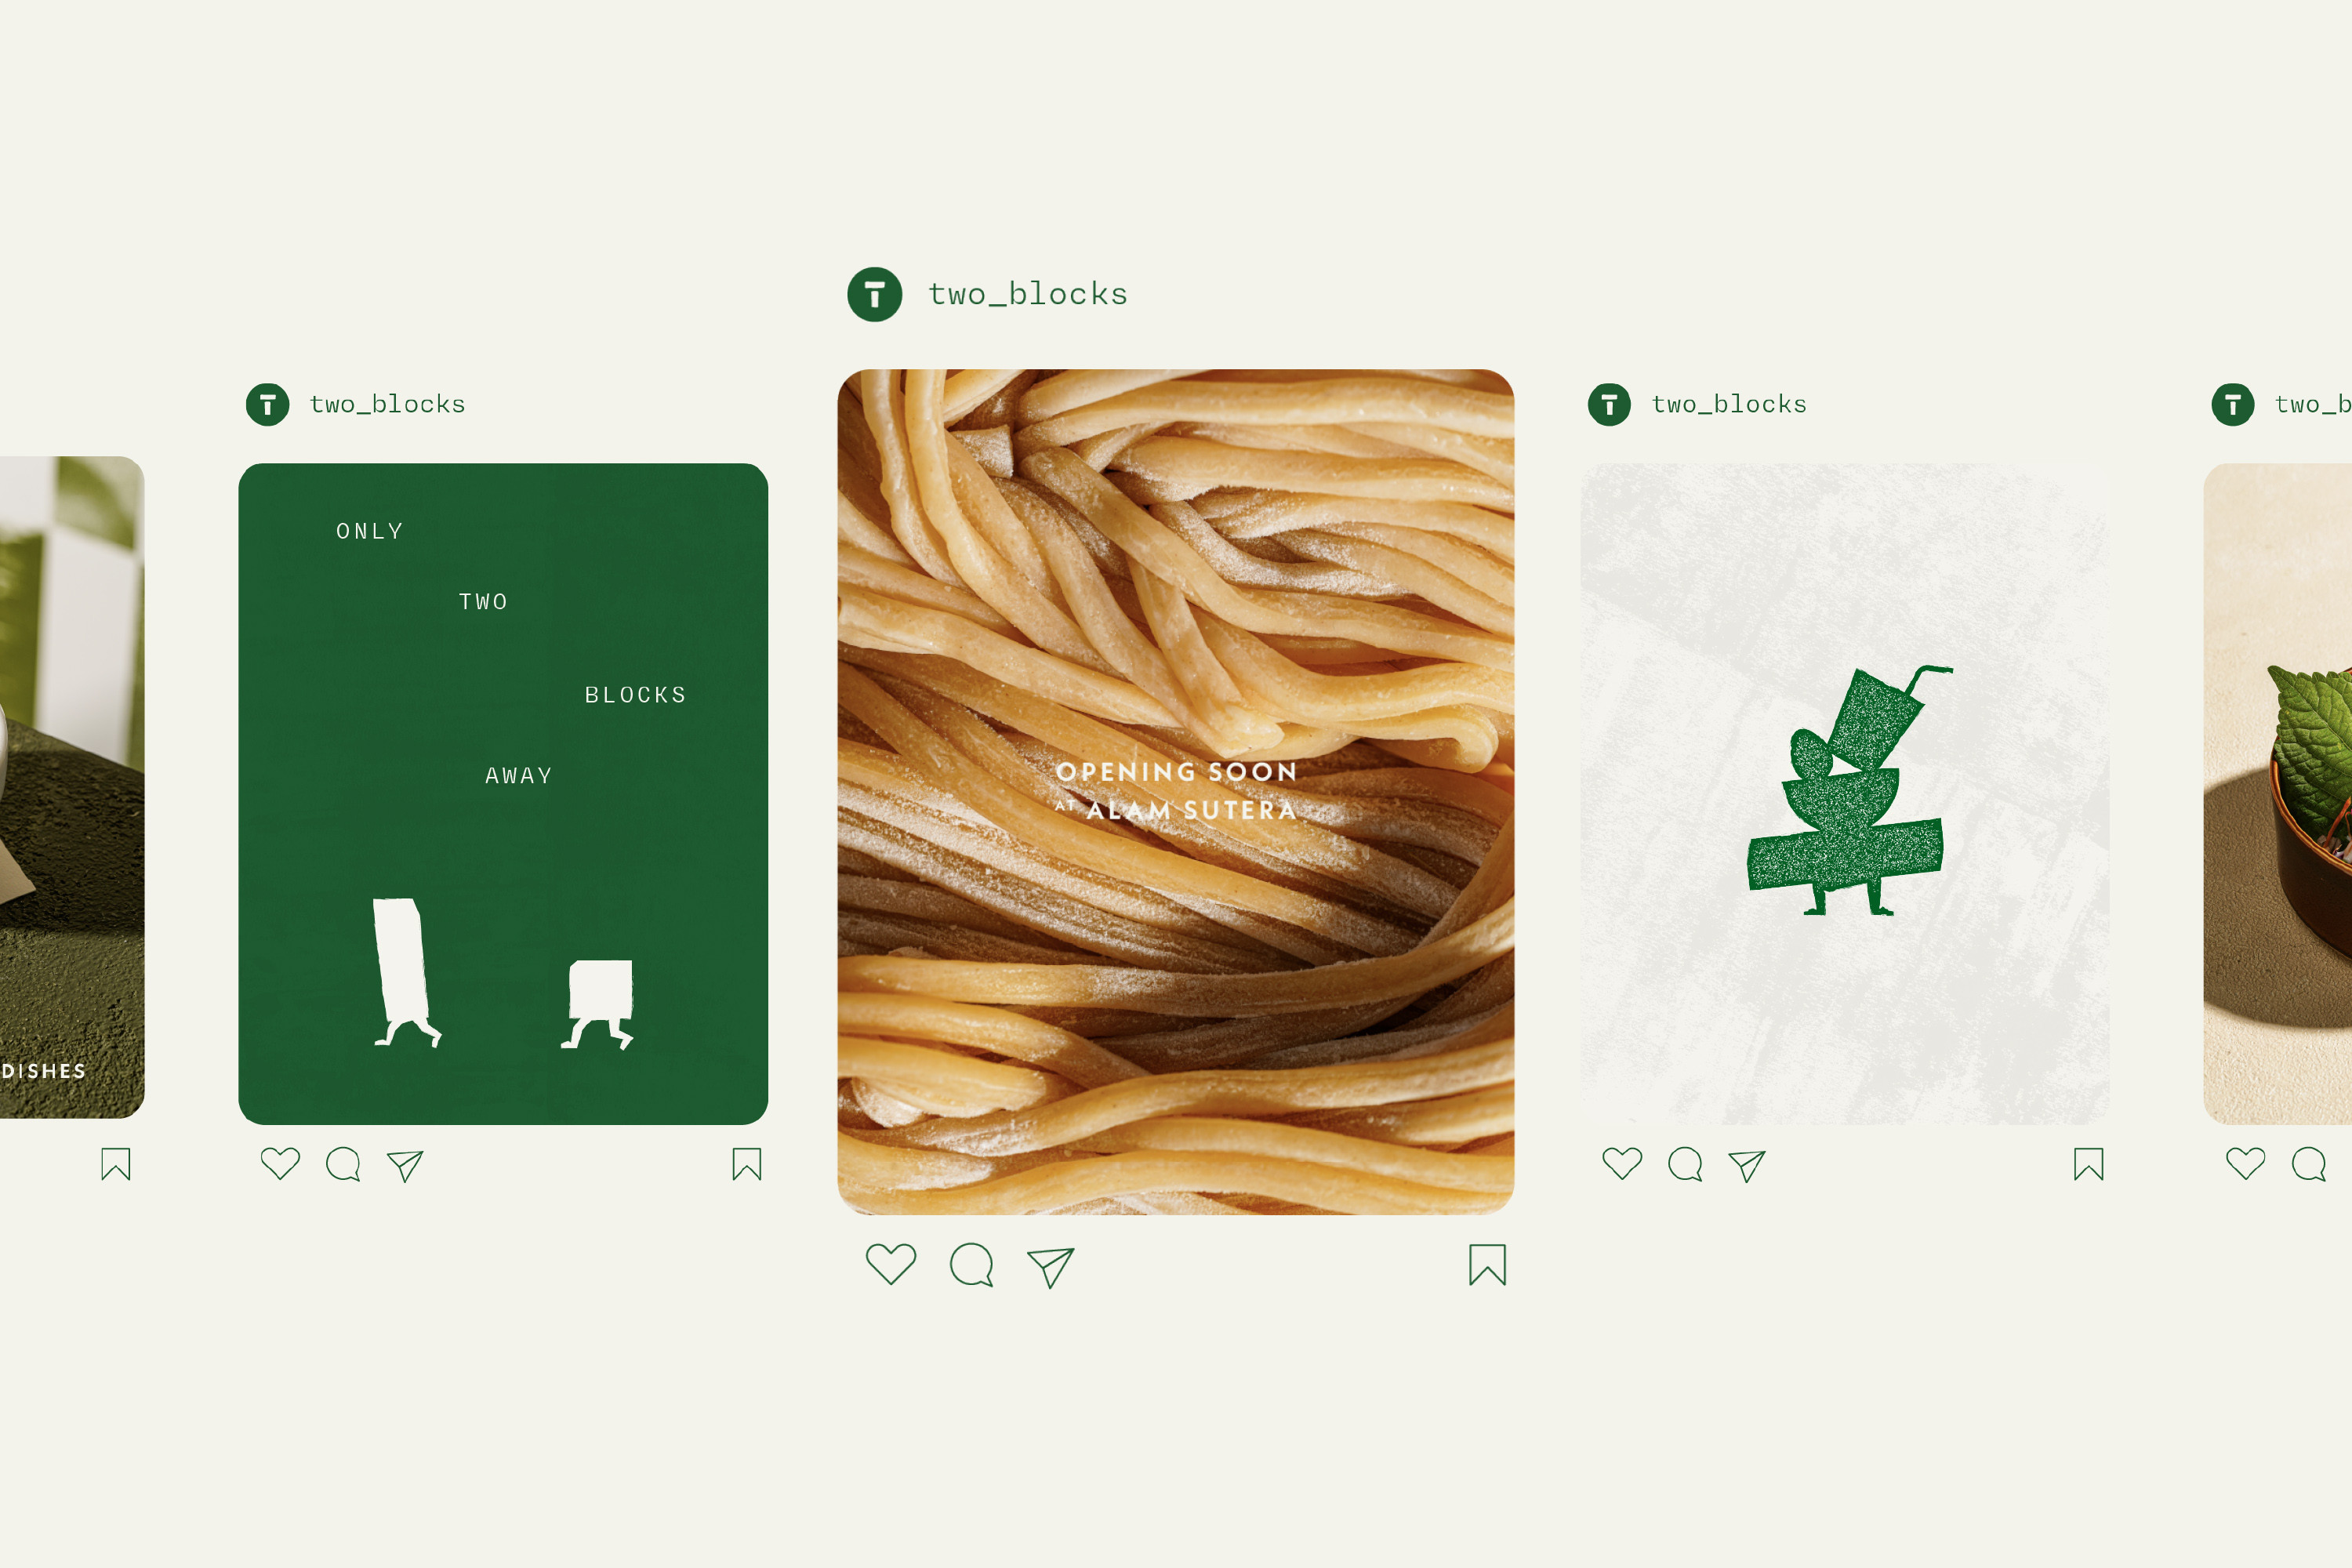 DISHES
two_blocks
ONLY
TWO
BLOCKS
AWAY
two_blocks
OPENING SOON
AT ALAM SUTERA
two_blocks
two_b